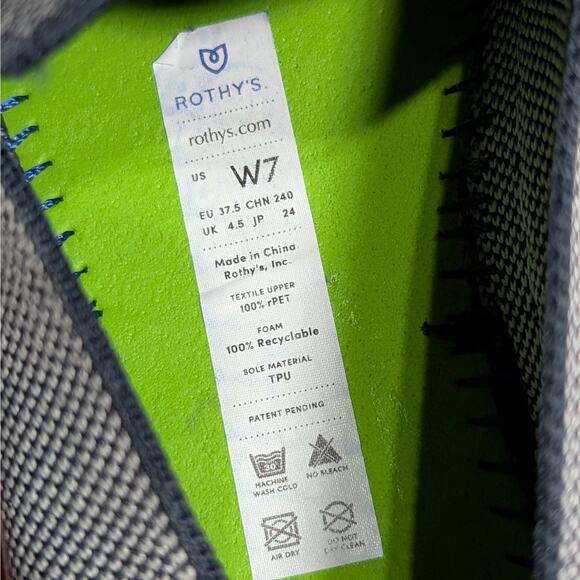 ROTHY'S.
rothys.com
US W7
EU 37.5 CHN 240
UK 4.5 JP 24
Made in China
Rothy's, Inc.
TEXTILE UPPER
100% rPET
FOAM
100% Recyclable
SOLE MATERIAL
TPU
PATENT PENDING
30°
MACHINE WASH COLD
NO BLEACH
AIR DRY
DO NOT DRY CLEAN